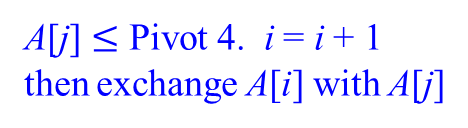 A[j] ≤ Pivot 4. i = i + 1
then exchange A[i] with A[j]